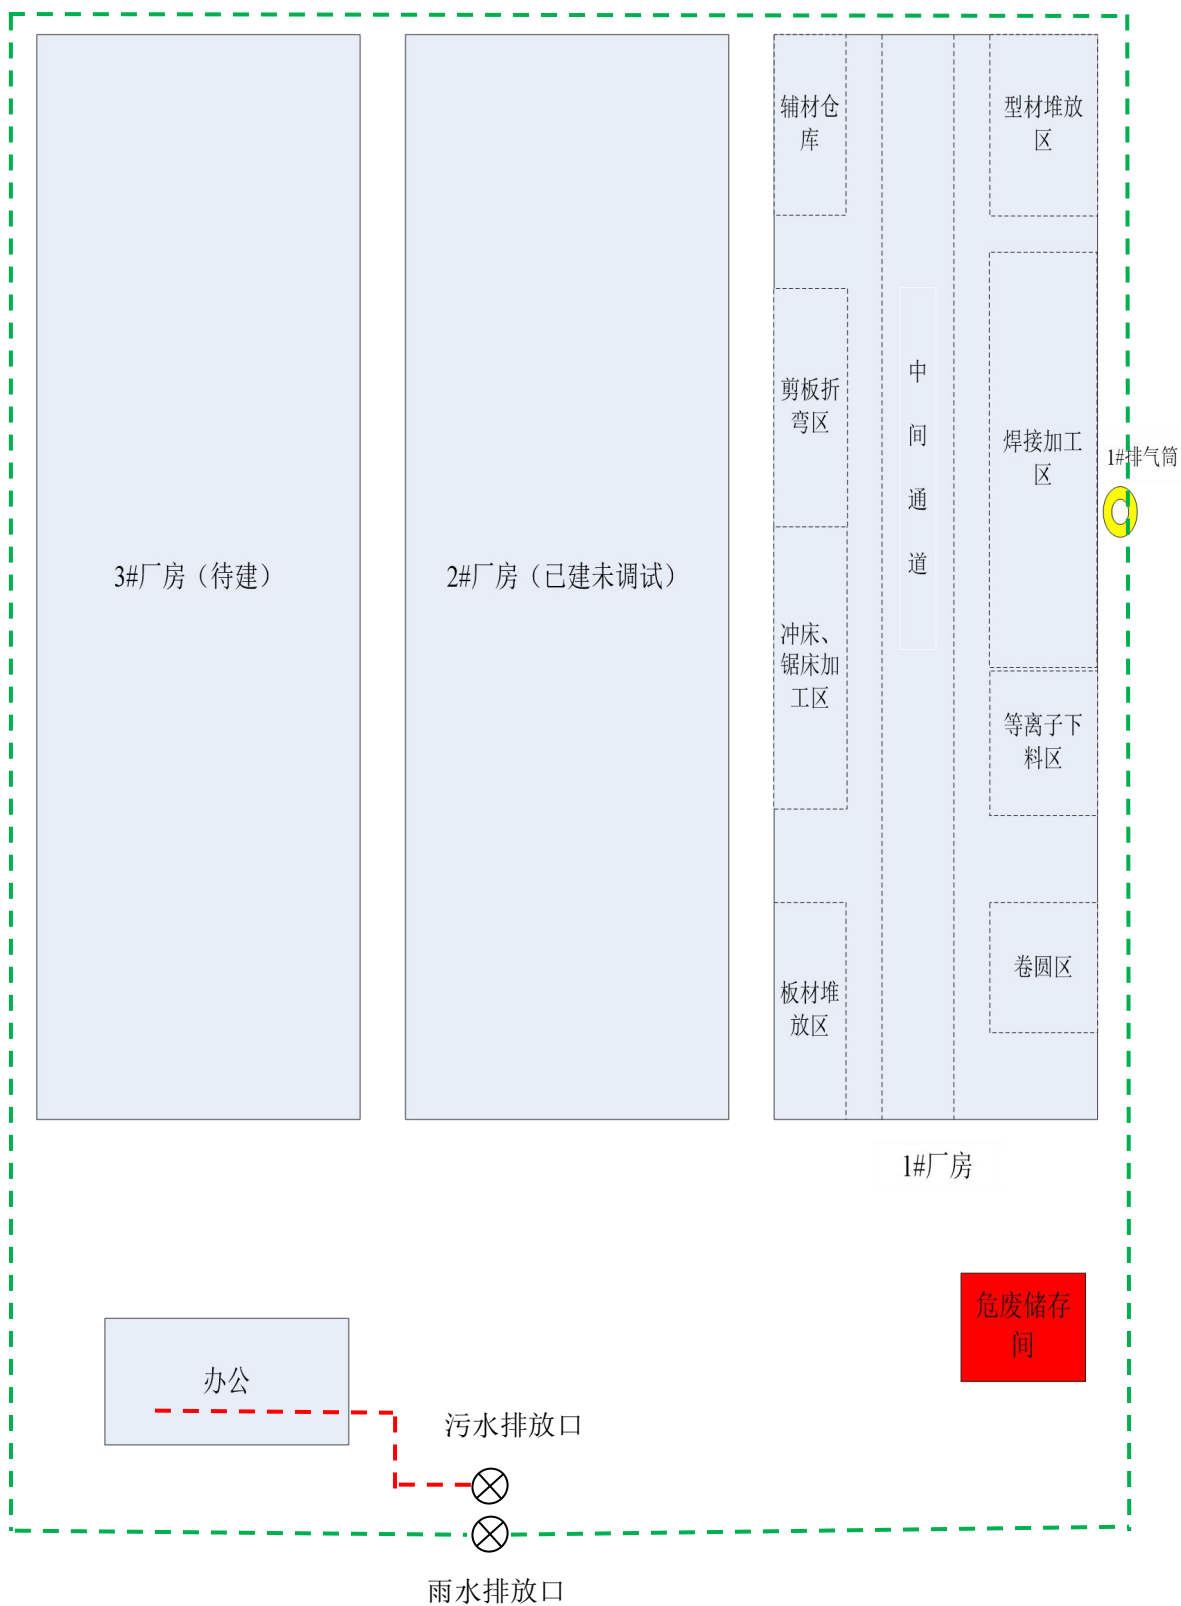 辅材仓
库
型材堆放
区
剪板折
弯区
中
间
通
道
焊接加工
区
1#排气筒
3#厂房（待建）
2#厂房（已建未调试）
冲床、
锯床加
工区
等离子下
料区
卷圆区
板材堆
放区
1#厂房
危废储存
间
办公
污水排放口
雨水排放口